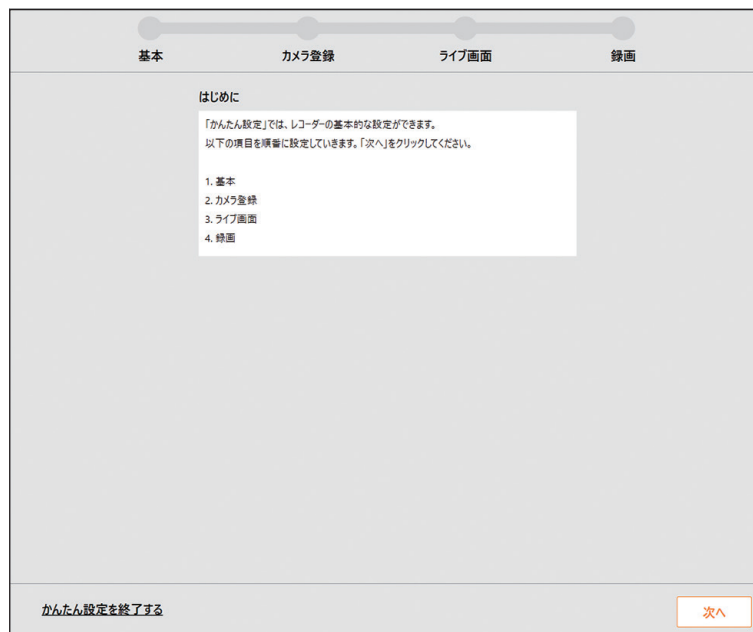 基本 カメラ登録 ライブ画面 録画
はじめに
「かんたん設定」では、レコーダーの基本的な設定ができます。
以下の項目を順番に設定していきます。「次へ」をクリックしてください。
1. 基本
2. カメラ登録
3. ライブ画面
4. 録画
かんたん設定を終了する
次へ